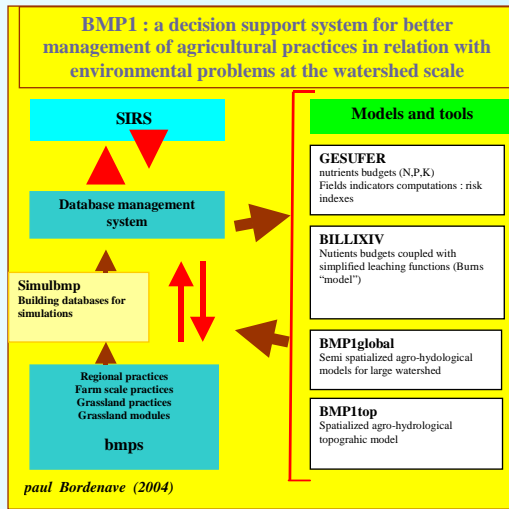 BMP1 : a decision support system for better
management of agricultural practices in relation with
environmental problems at the watershed scale
SIRS
Database management
system
Simulbmp
Building databases for
simulations
Regional practices
Farm scale practices
Grassland practices
Grassland modules
bmps
paul Bordenave (2004)
Models and tools
GESUFER
nutrients budgets (N,P,K)
Fields indicators computations : risk
indexes
BILLIXIV
Nutients budgets coupled with
simplified leaching functions (Burns
“model”)
BMP1global
Semi spatialized agro-hydological
models for large watershed
BMP1top
Spatialized agro-hydrological
topograhic model